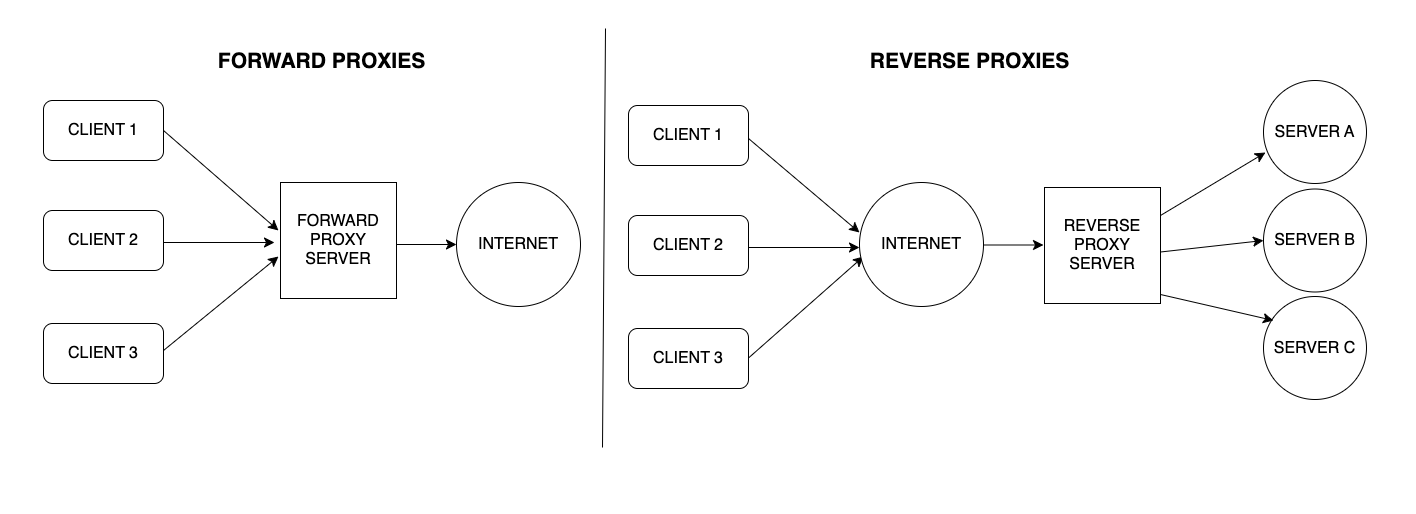 FORWARD PROXIES
CLIENT 1
CLIENT 2
CLIENT 3
FORWARD
PROXY
SERVER
INTERNET
REVERSE PROXIES
CLIENT 1
CLIENT 2
CLIENT 3
INTERNET
REVERSE
PROXY
SERVER
SERVER A
SERVER B
SERVER C